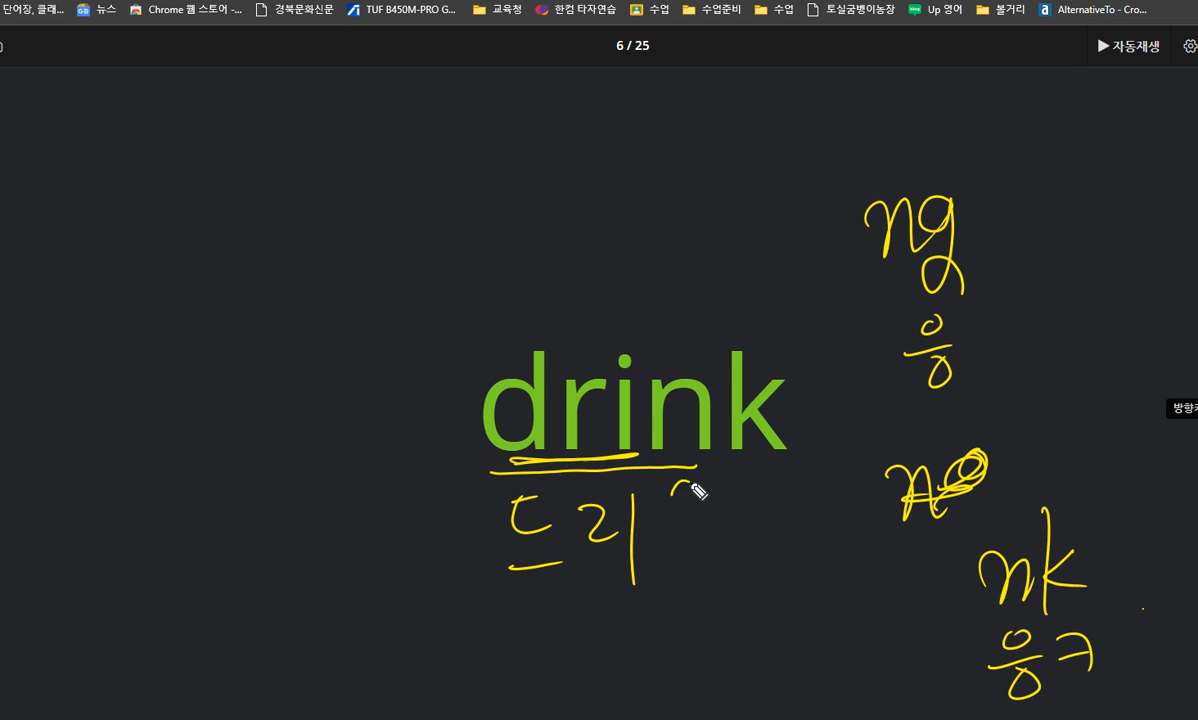 단어장, 클래... 뉴스 Chrome 웹 스토어 -... 경북문화신문 TUF B450M-PRO G... 교육청 한컴 타자연습 수업 수업준비 수업 토실굼벵이농장 Up 영어 볼거리 AlternativeTo - Cro...
6 / 25 ▶ 자동재생
ng
응
drink
드리
방향키
nk
응ㅋ